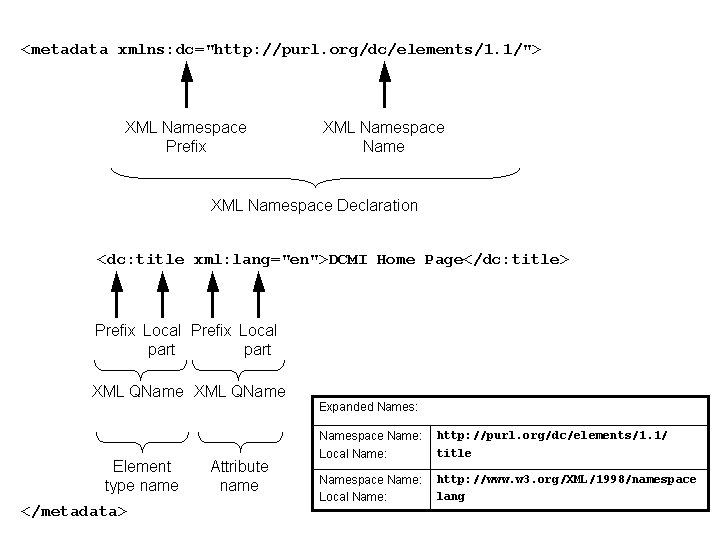 <metadata xmlns:dc="http://purl.org/dc/elements/1.1/">
XML Namespace Prefix
XML Namespace Name
XML Namespace Declaration
<dc:title xml:lang="en">DCMI Home Page</dc:title>
Prefix Local part Prefix Local part
XML QName XML QName
Element type name
Attribute name
Expanded Names:
Namespace Name: http://purl.org/dc/elements/1.1/
Local Name: title
Namespace Name: http://www.w3.org/XML/1998/namespace
Local Name: lang
</metadata>